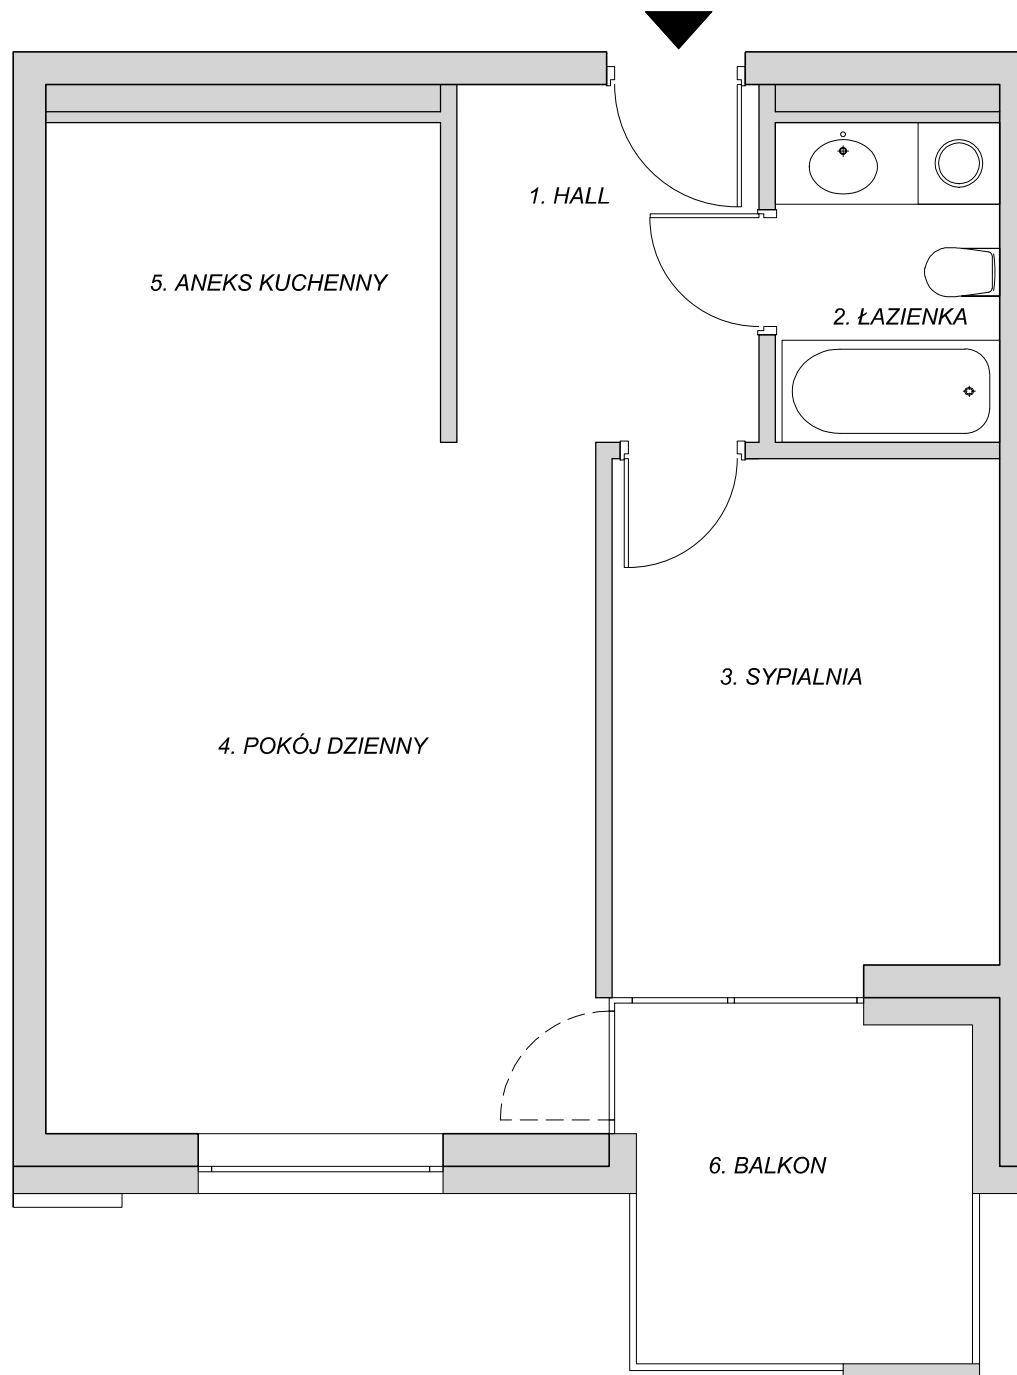 1. HALL
5. ANEKS KUCHENNY
2. ŁAZIENKA
3. SYPIALNIA
4. POKÓJ DZIENNY
6. BALKON